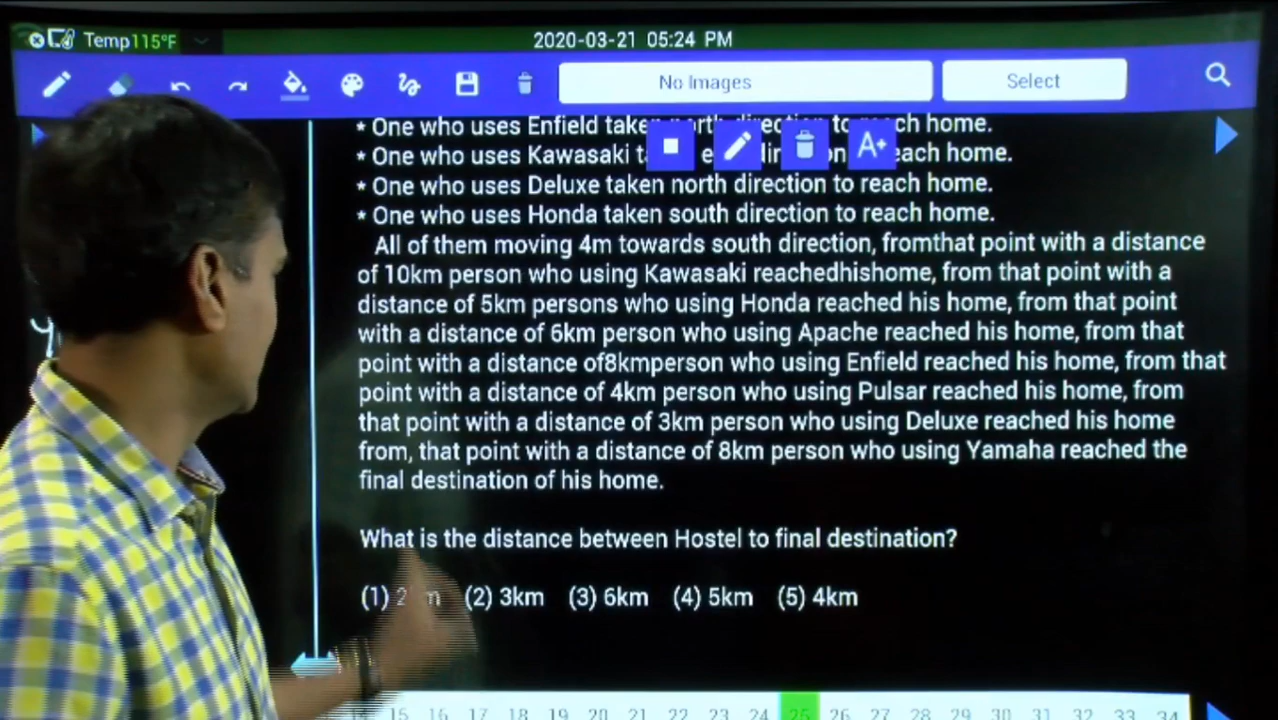 Temp115°F
2020-03-21 05:24 PM
No Images
Select
* One who uses Enfield taken north direction to reach home.
A+
* One who uses Kawasaki each home.
* One who uses Deluxe taken north direction to reach home.
* One who uses Honda taken south direction to reach home.
All of them moving 4m towards south direction, fromthat point with a distance
of 10km person who using Kawasaki reachedhishome, from that point with a
distance of 5km persons who using Honda reached his home, from that point
with a distance of 6km person who using Apache reached his home, from that
point with a distance of8kmperson who using Enfield reached his home, from that
point with a distance of 4km person who using Pulsar reached his home, from
that point with a distance of 3km person who using Deluxe reached his home
from, that point with a distance of 8km person who using Yamaha reached the
final destination of his home.
What is the distance between Hostel to final destination?
(1) 2 m (2) 3km (3) 6km (4) 5km (5) 4km
15 16 17 18 19 20 21 22 23 24 25 26 27 28 29 30 31 32 33 34